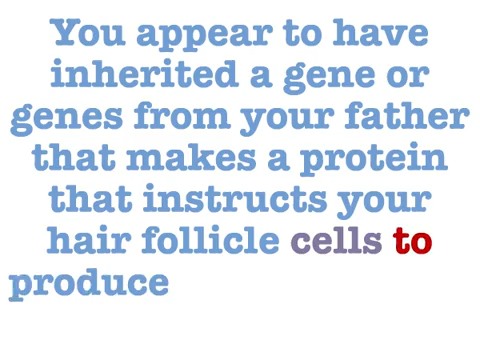 You appear to have
inherited a gene or
genes from your father
that makes a protein
that instructs your
hair follicle cells to
produce